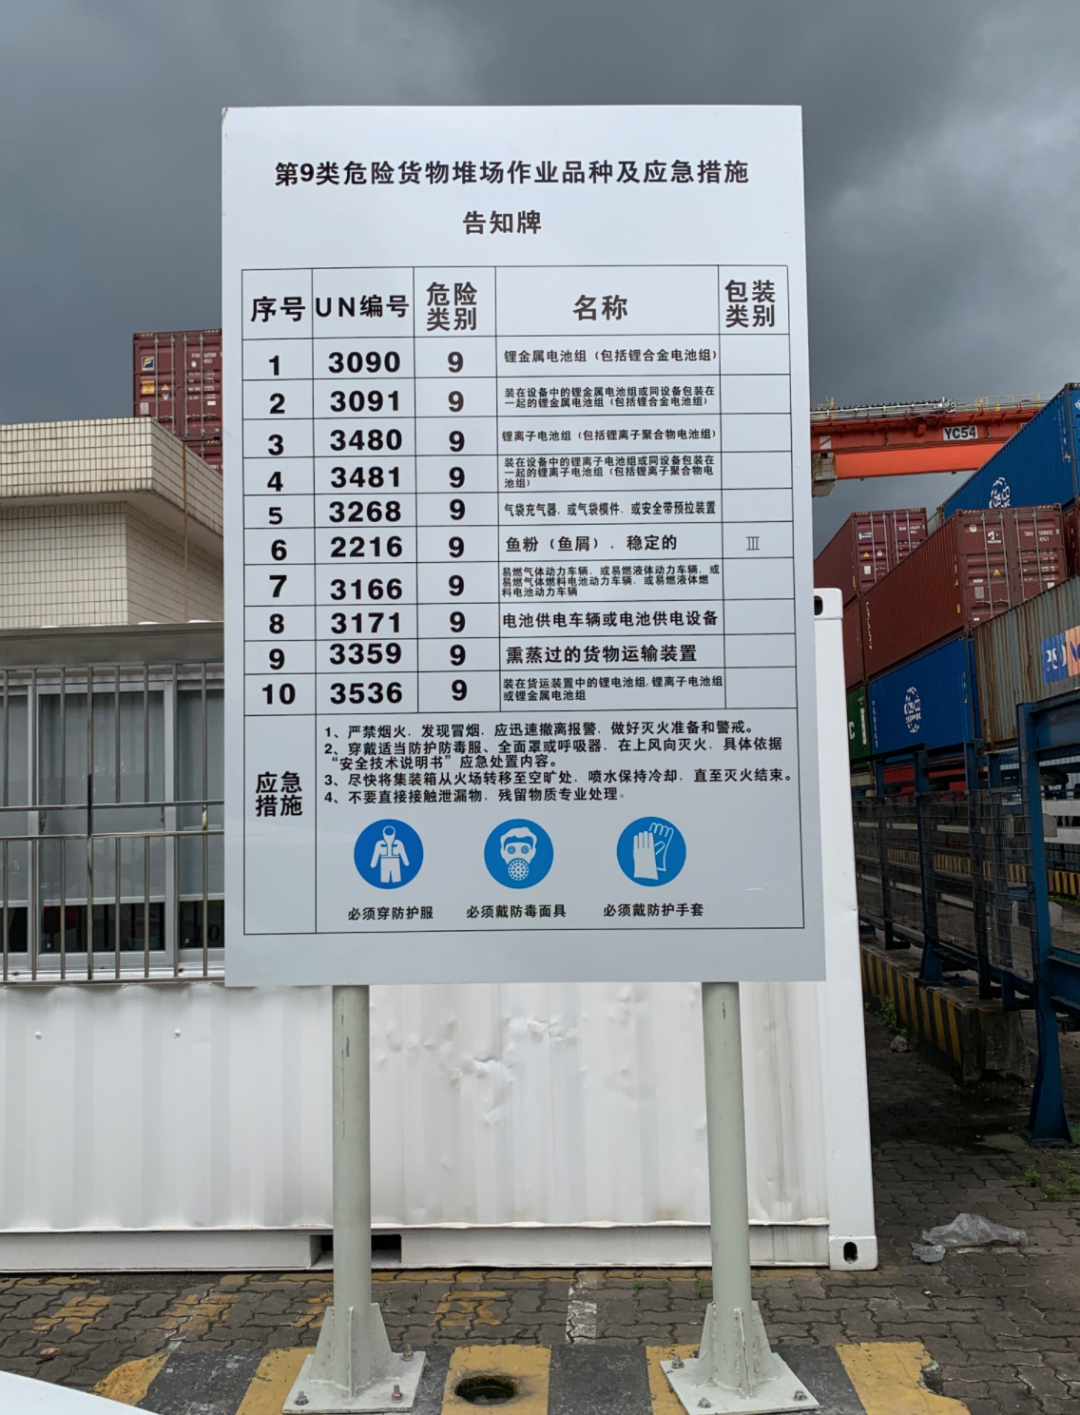 第9类危险货物堆场作业品种及应急措施
告知牌
序号 UN编号 危险类别 名称 包装类别
1 3090 9 锂金属电池组（包括锂合金电池组）
2 3091 9 装在设备中的锂金属电池组或同设备包装在
一起的锂金属电池组（包括锂合金电池组）
3 3480 9 锂离子电池组（包括锂离子聚合物电池组）
4 3481 9 装在设备中的锂离子电池组或同设备包装在
一起的锂离子电池组（包括锂离子聚合物电
池组）
5 3268 9 气袋充气器，或气袋模件，或安全带预拉装置
6 2216 9 鱼粉（鱼屑），稳定的 Ⅲ
7 3166 9 易燃气体动力车辆，或易燃液体动力车辆，或
易燃气体燃料电池动力车辆，或易燃液体燃
料电池动力车辆
8 3171 9 电池供电车辆或电池供电设备
9 3359 9 熏蒸过的货物运输装置
10 3536 9 装在货运装置中的锂电池组，锂离子电池组
或锂金属电池组
应急
措施
1、严禁烟火，发现冒烟，应迅速撤离报警，做好灭火准备和警戒。
2、穿戴适当防护防毒服、全面罩或呼吸器，在上风向灭火，具体依据
“安全技术说明书”应急处置内容。
3、尽快将集装箱从火场转移至空旷处，喷水保持冷却，直至灭火结束。
4、不要直接接触泄漏物，残留物质专业处理。
必须穿防护服 必须戴防毒面具 必须戴防护手套
YC54